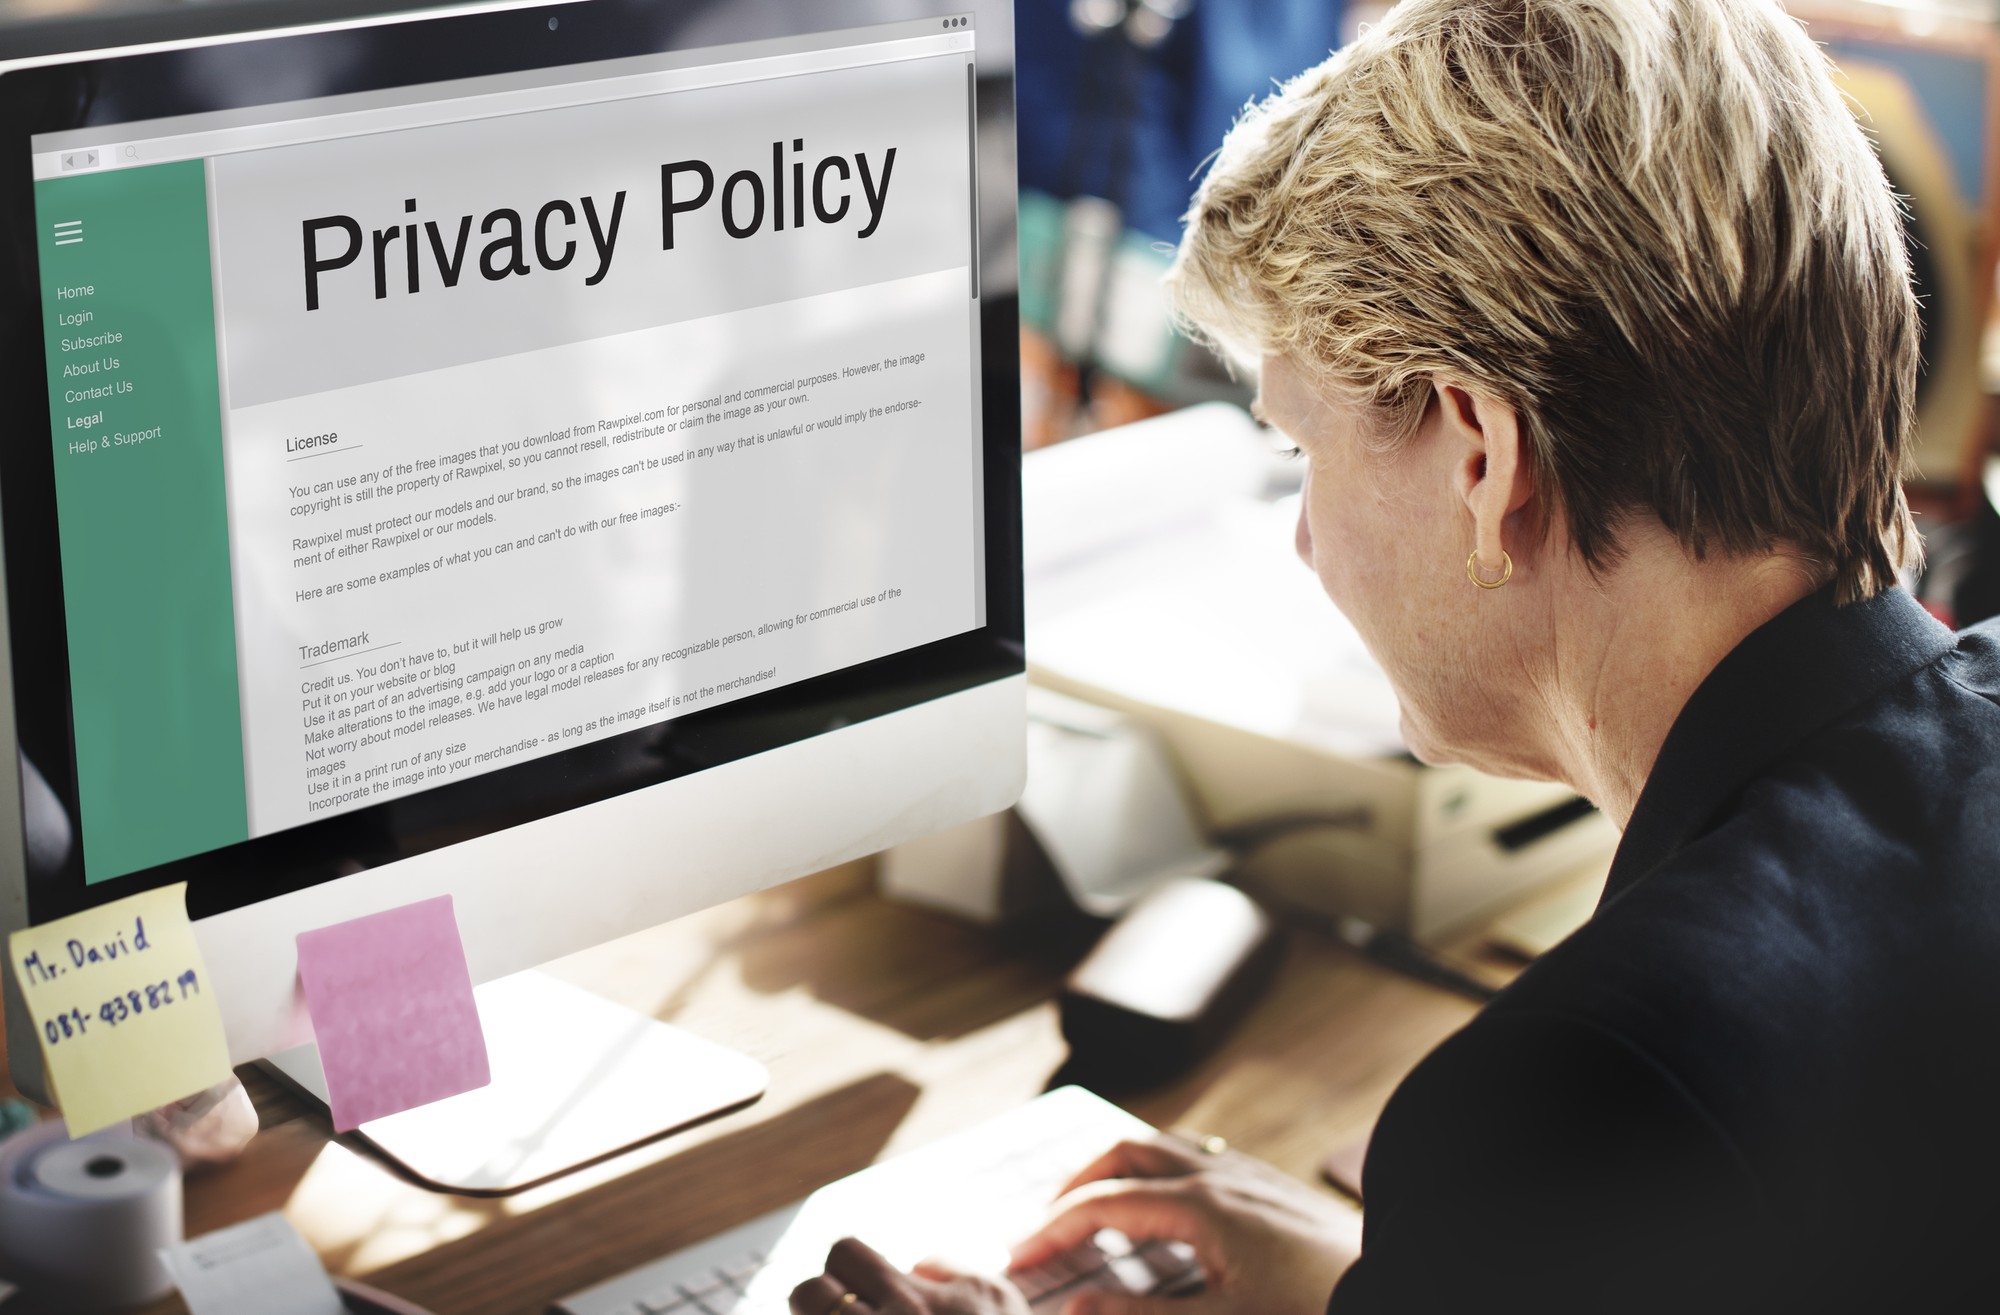 Privacy Policy
Home
Login
Subscribe
About Us
Contact Us
Legal
Help & Support
License
You can use any of the free images that you download from Rawpixel.com for personal and commercial purposes. However, the image
copyright is still the property of Rawpixel, so you cannot resell, redistribute or claim the image as your own.
Rawpixel must protect our models and our brand, so the images can't be used in any way that is unlawful or would imply the endorse-
ment of either Rawpixel or our models.
Here are some examples of what you can and can't do with our free images:-
Trademark
Credit us. You don't have to, but it will help us grow
Put it on your website or blog
Use it as part of an advertising campaign on any media
Make alterations to the image, e.g. add your logo or a caption
Not worry about model releases. We have legal model releases for any recognizable person, allowing for commercial use of the
images
Use it in a print run of any size
Incorporate the image into your merchandise - as long as the image itself is not the merchandise!
Mr. David